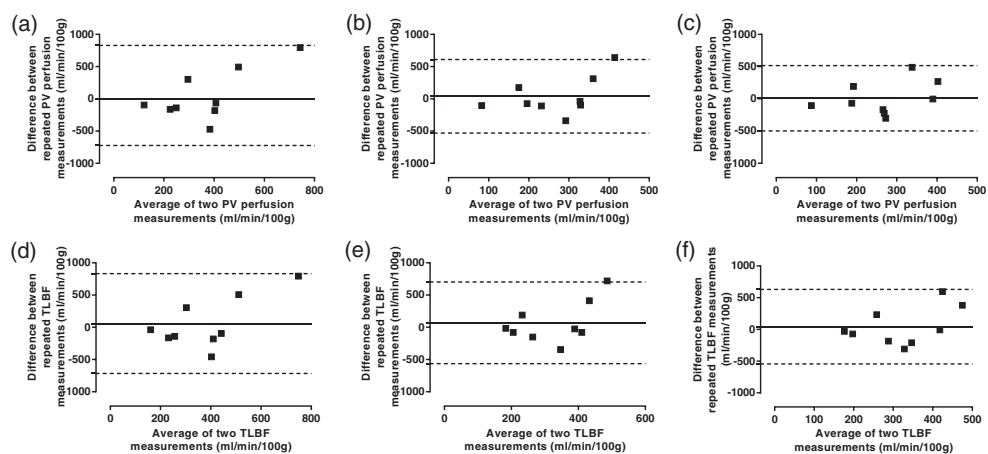 (a)
Difference between
repeated PV perfusion
measurements (ml/min/100g)
1000
500
0
-500
-1000
0 200 400 600 800
Average of two PV perfusion
measurements (ml/min/100g)
(b)
Difference between
repeated PV perfusion
measurements (ml/min/100g)
1000
500
0
-500
-1000
0 100 200 300 400 500
Average of two PV perfusion
measurements (ml/min/100g)
(c)
Difference between
repeated PV perfusion
measurements (ml/min/100g)
1000
500
0
-500
-1000
0 100 200 300 400 500
Average of two PV perfusion
measurements (ml/min/100g)
(d)
Difference between
repeated TLBF
measurements (ml/min/100g)
1000
500
0
-500
-1000
0 200 400 600 800
Average of two TLBF
measurements (ml/min/100g)
(e)
Difference between
repeated TLBF
measurements (ml/min/100g)
1000
500
0
-500
-1000
0 200 400 600
Average of two TLBF
measurements (ml/min/100g)
(f)
Difference between
repeated TLBF measurements
(ml/min/100g)
1000
500
0
-500
-1000
0 100 200 300 400 500
Average of two TLBF
measurements (ml/min/100g)